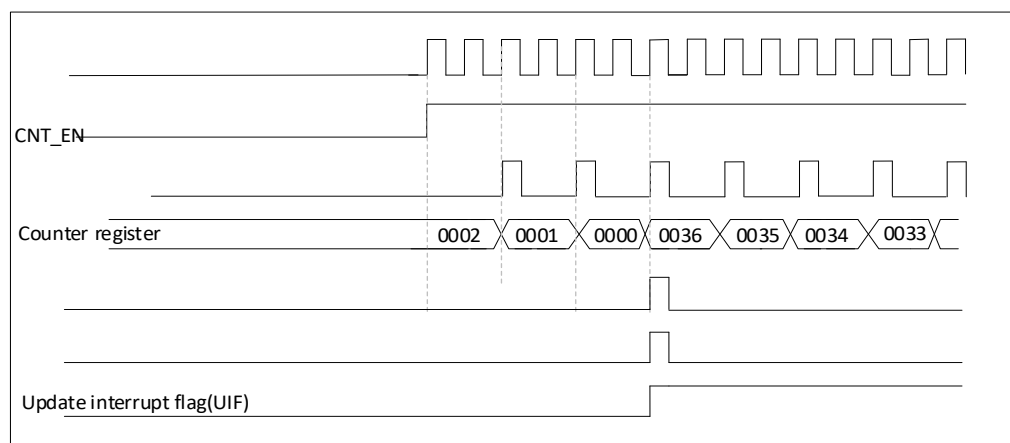 CNT_EN
Counter register 0002 0001 0000 0036 0035 0034 0033
Update interrupt flag(UIF)